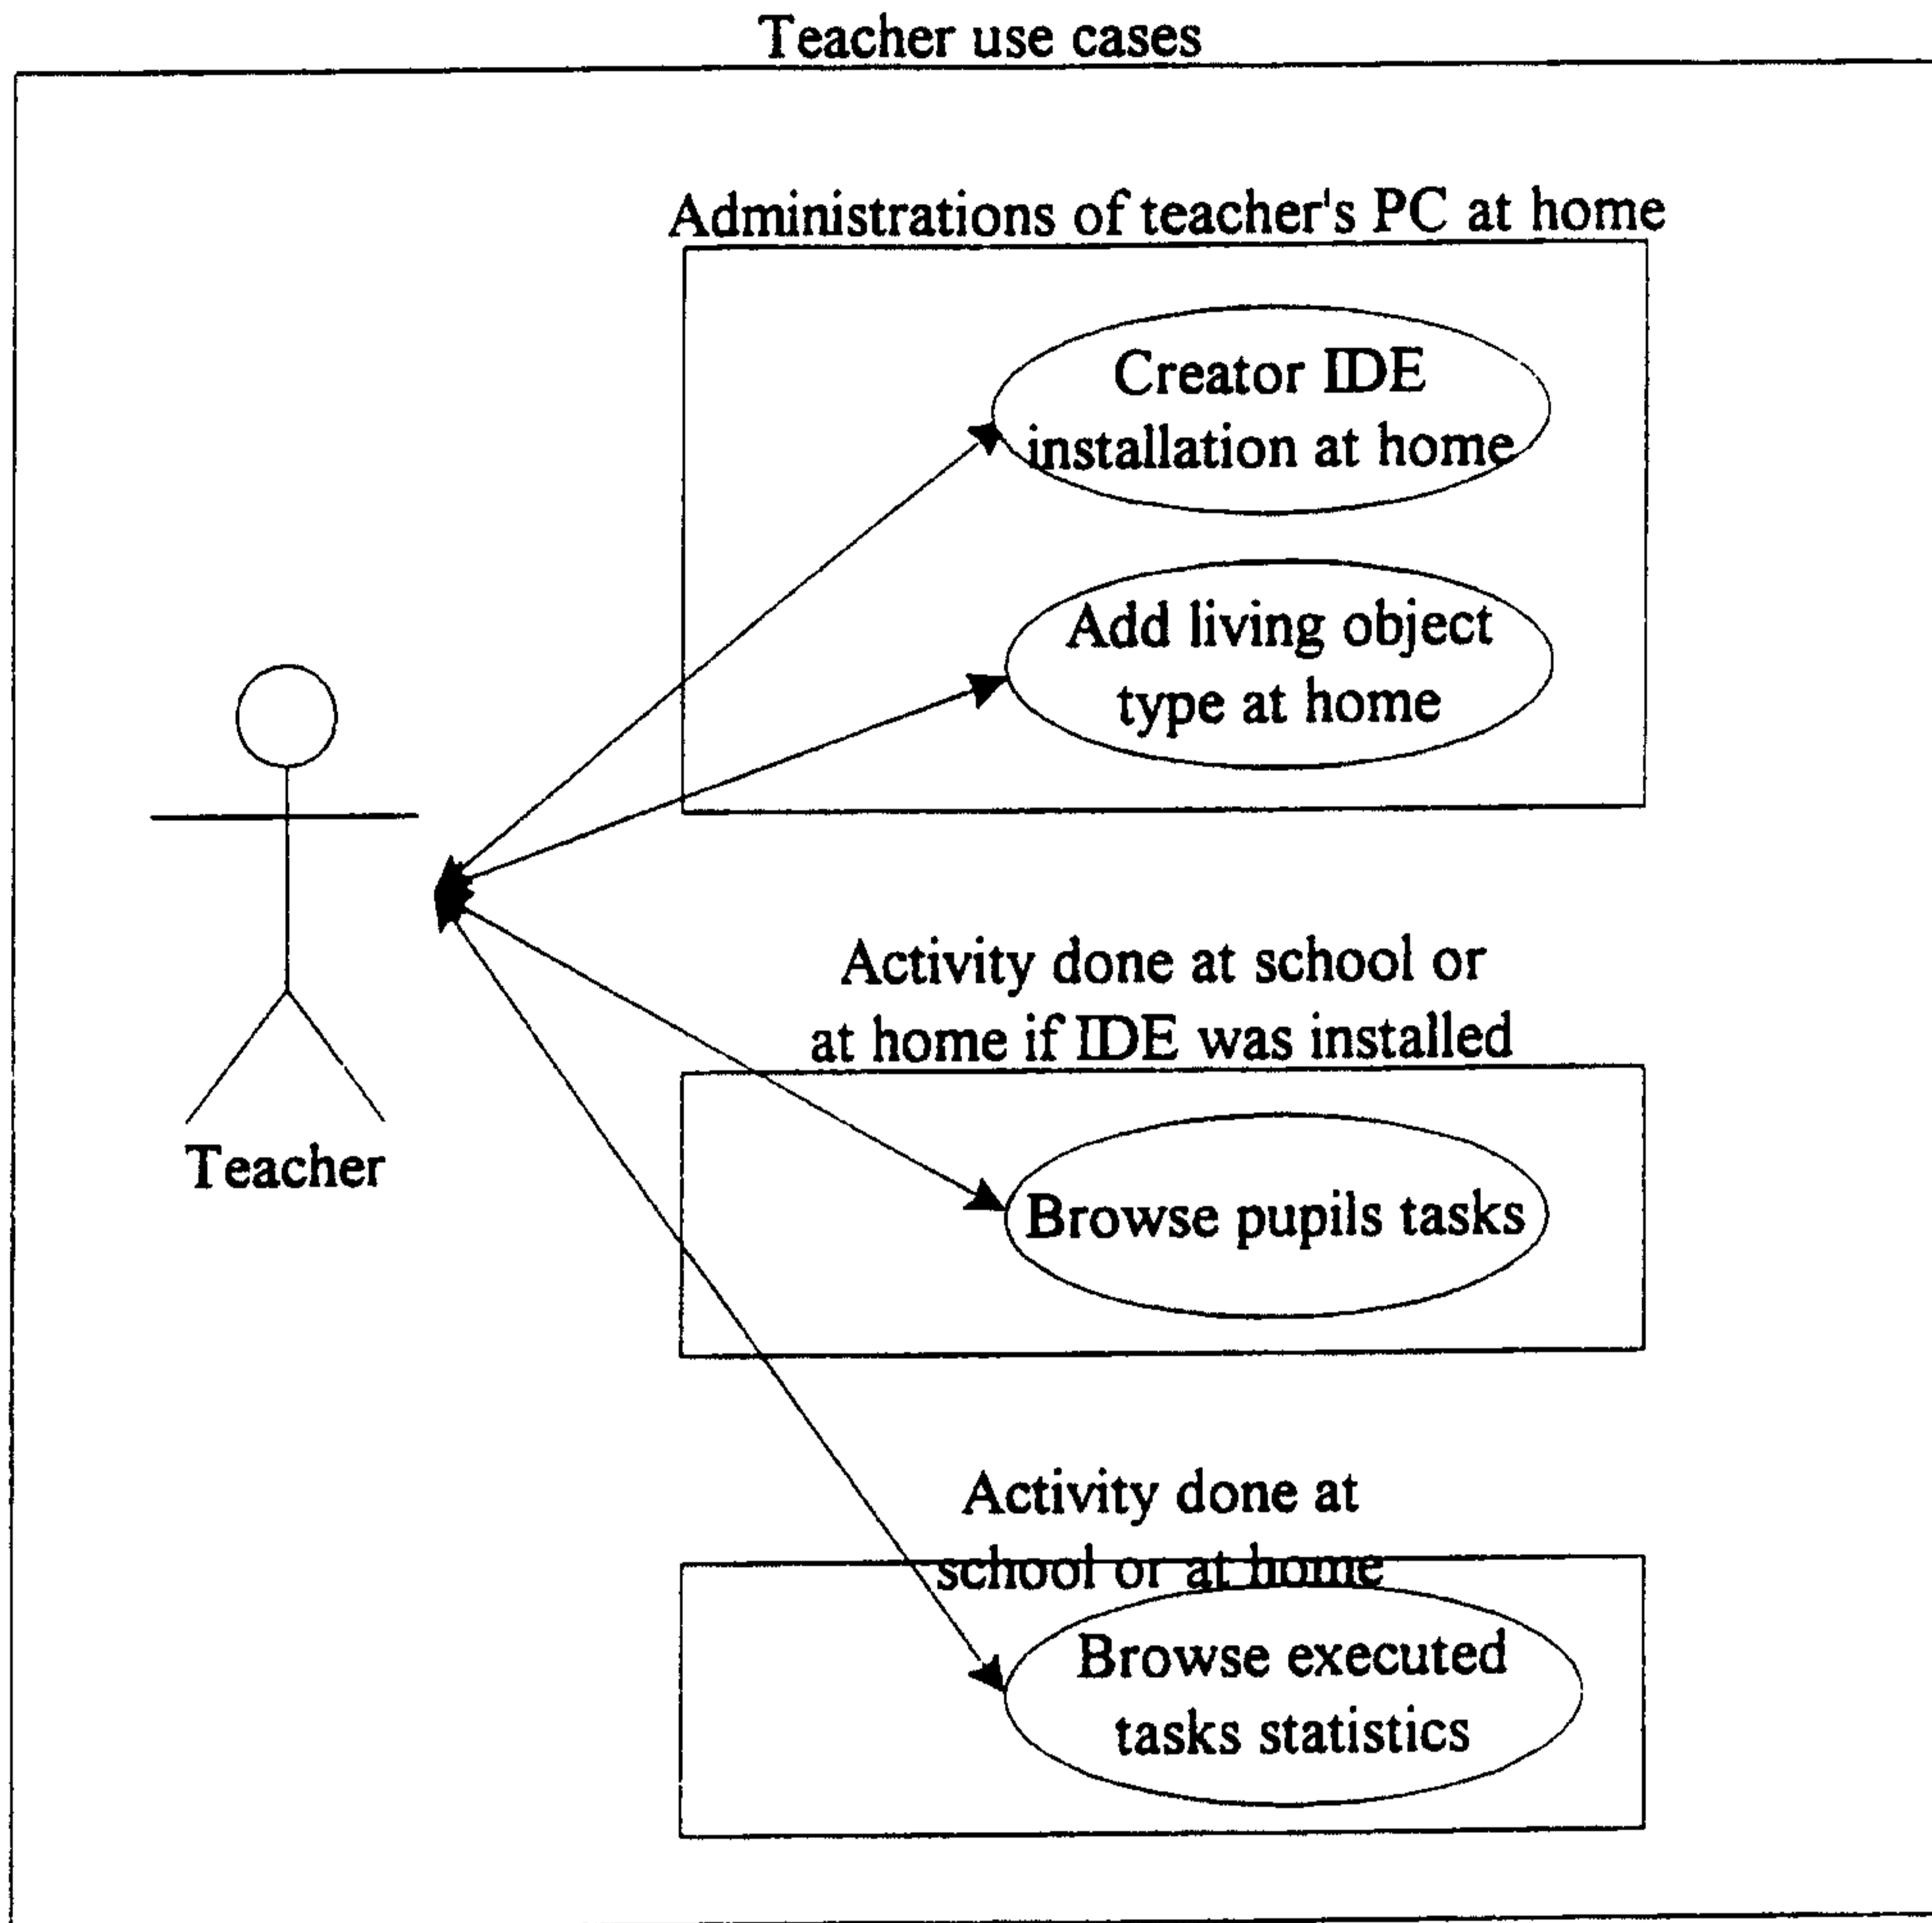 Teacher use cases
Administrations of teacher's PC at home
Creator IDE
installation at home
Add living object
type at home
Teacher
Activity done at school or
at home if IDE was installed
Browse pupils tasks
Activity done at
school or at home
Browse executed
tasks statistics